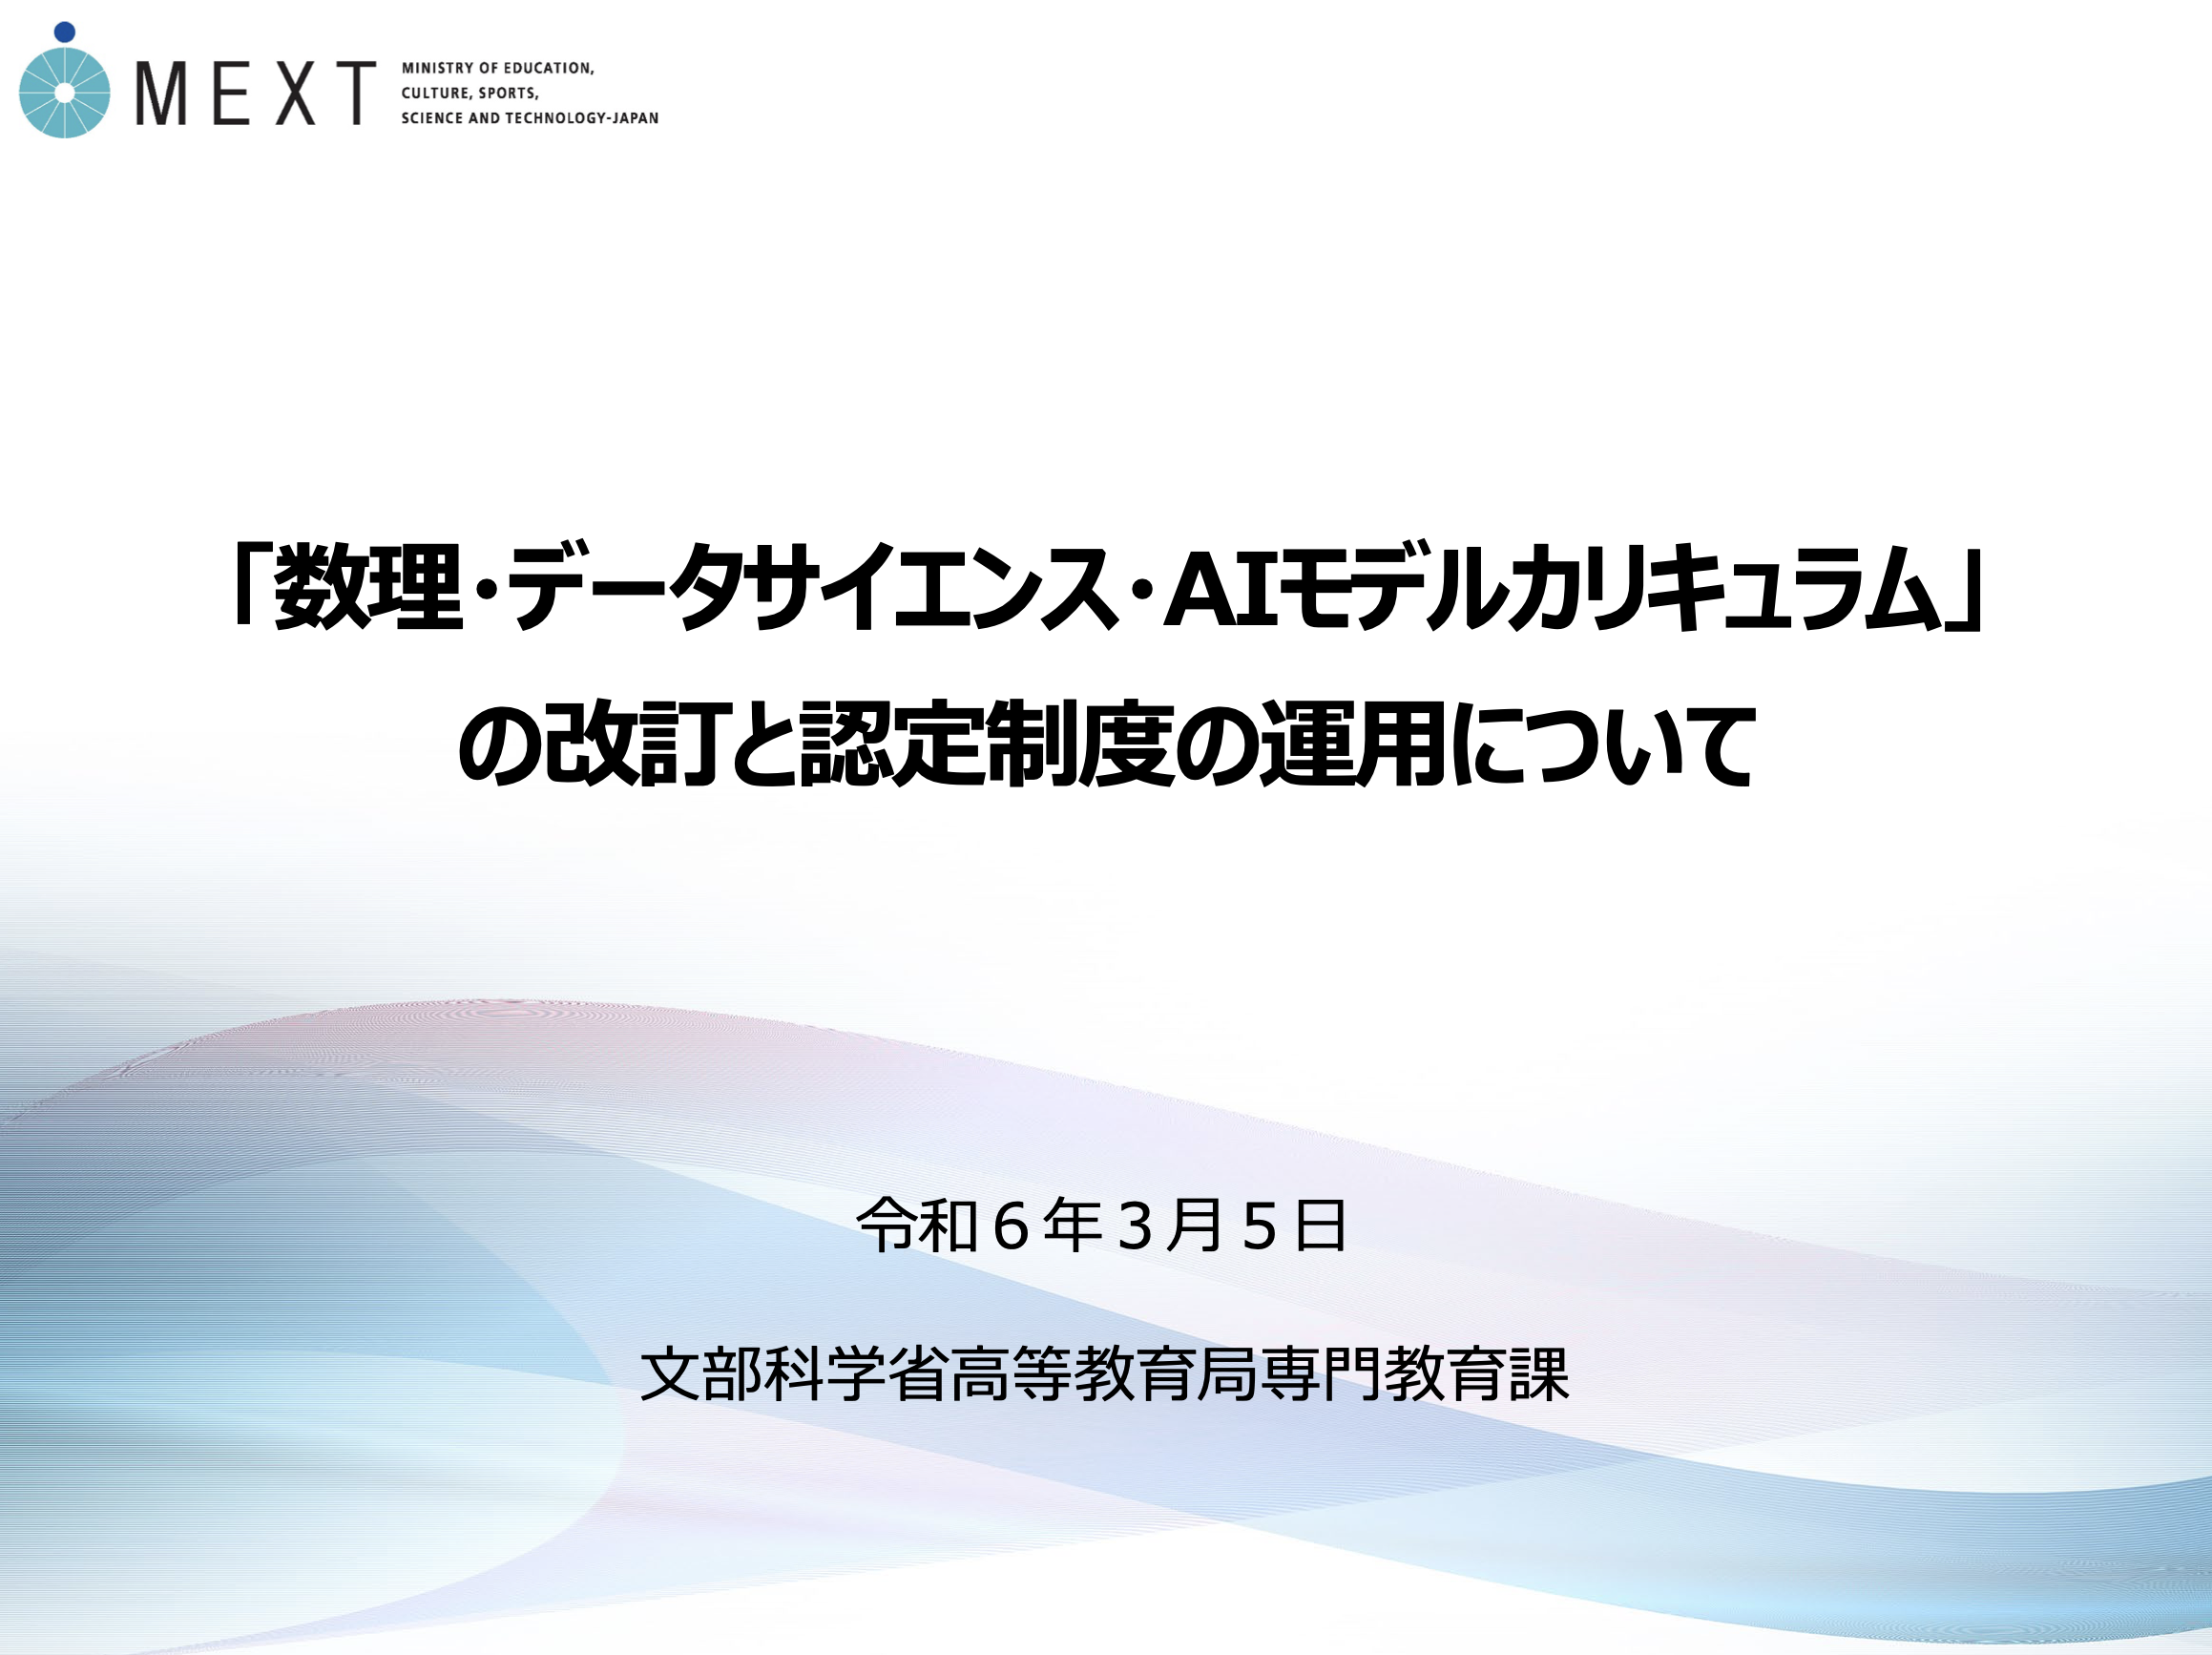 MEXT
MINISTRY OF EDUCATION,
CULTURE, SPORTS,
SCIENCE AND TECHNOLOGY-JAPAN
「数理・データサイエンス・AIモデルカリキュラム」
の改訂と認定制度の運用について
令和６年３月５日
文部科学省高等教育局専門教育課